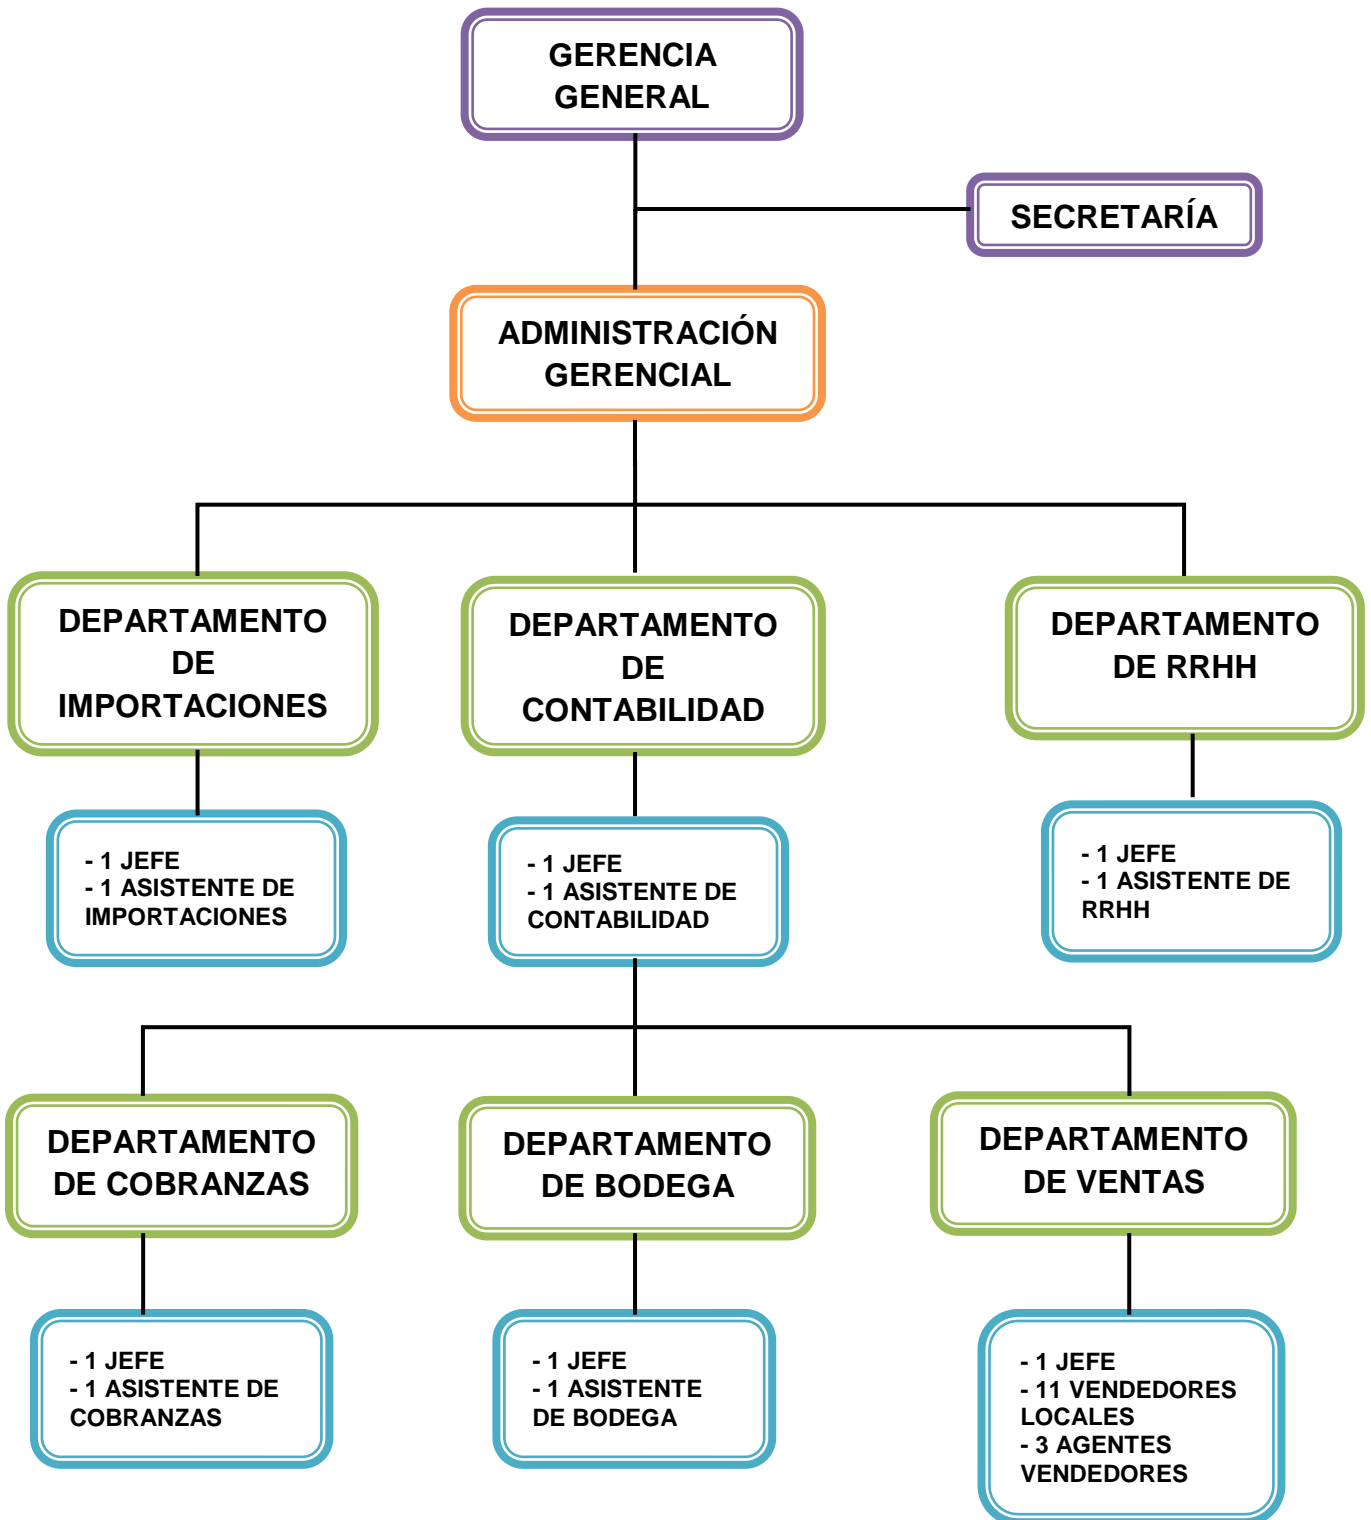 GERENCIA
GENERAL
SECRETARÍA
ADMINISTRACIÓN
GERENCIAL
DEPARTAMENTO
DE
IMPORTACIONES
DEPARTAMENTO
DE
CONTABILIDAD
DEPARTAMENTO
DE RRHH
- 1 JEFE
- 1 ASISTENTE DE
IMPORTACIONES
- 1 JEFE
- 1 ASISTENTE DE
CONTABILIDAD
- 1 JEFE
- 1 ASISTENTE DE
RRHH
DEPARTAMENTO
DE COBRANZAS
DEPARTAMENTO
DE BODEGA
DEPARTAMENTO
DE VENTAS
- 1 JEFE
- 1 ASISTENTE DE
COBRANZAS
- 1 JEFE
- 1 ASISTENTE
DE BODEGA
- 1 JEFE
- 11 VENDEDORES
LOCALES
- 3 AGENTES
VENDEDORES